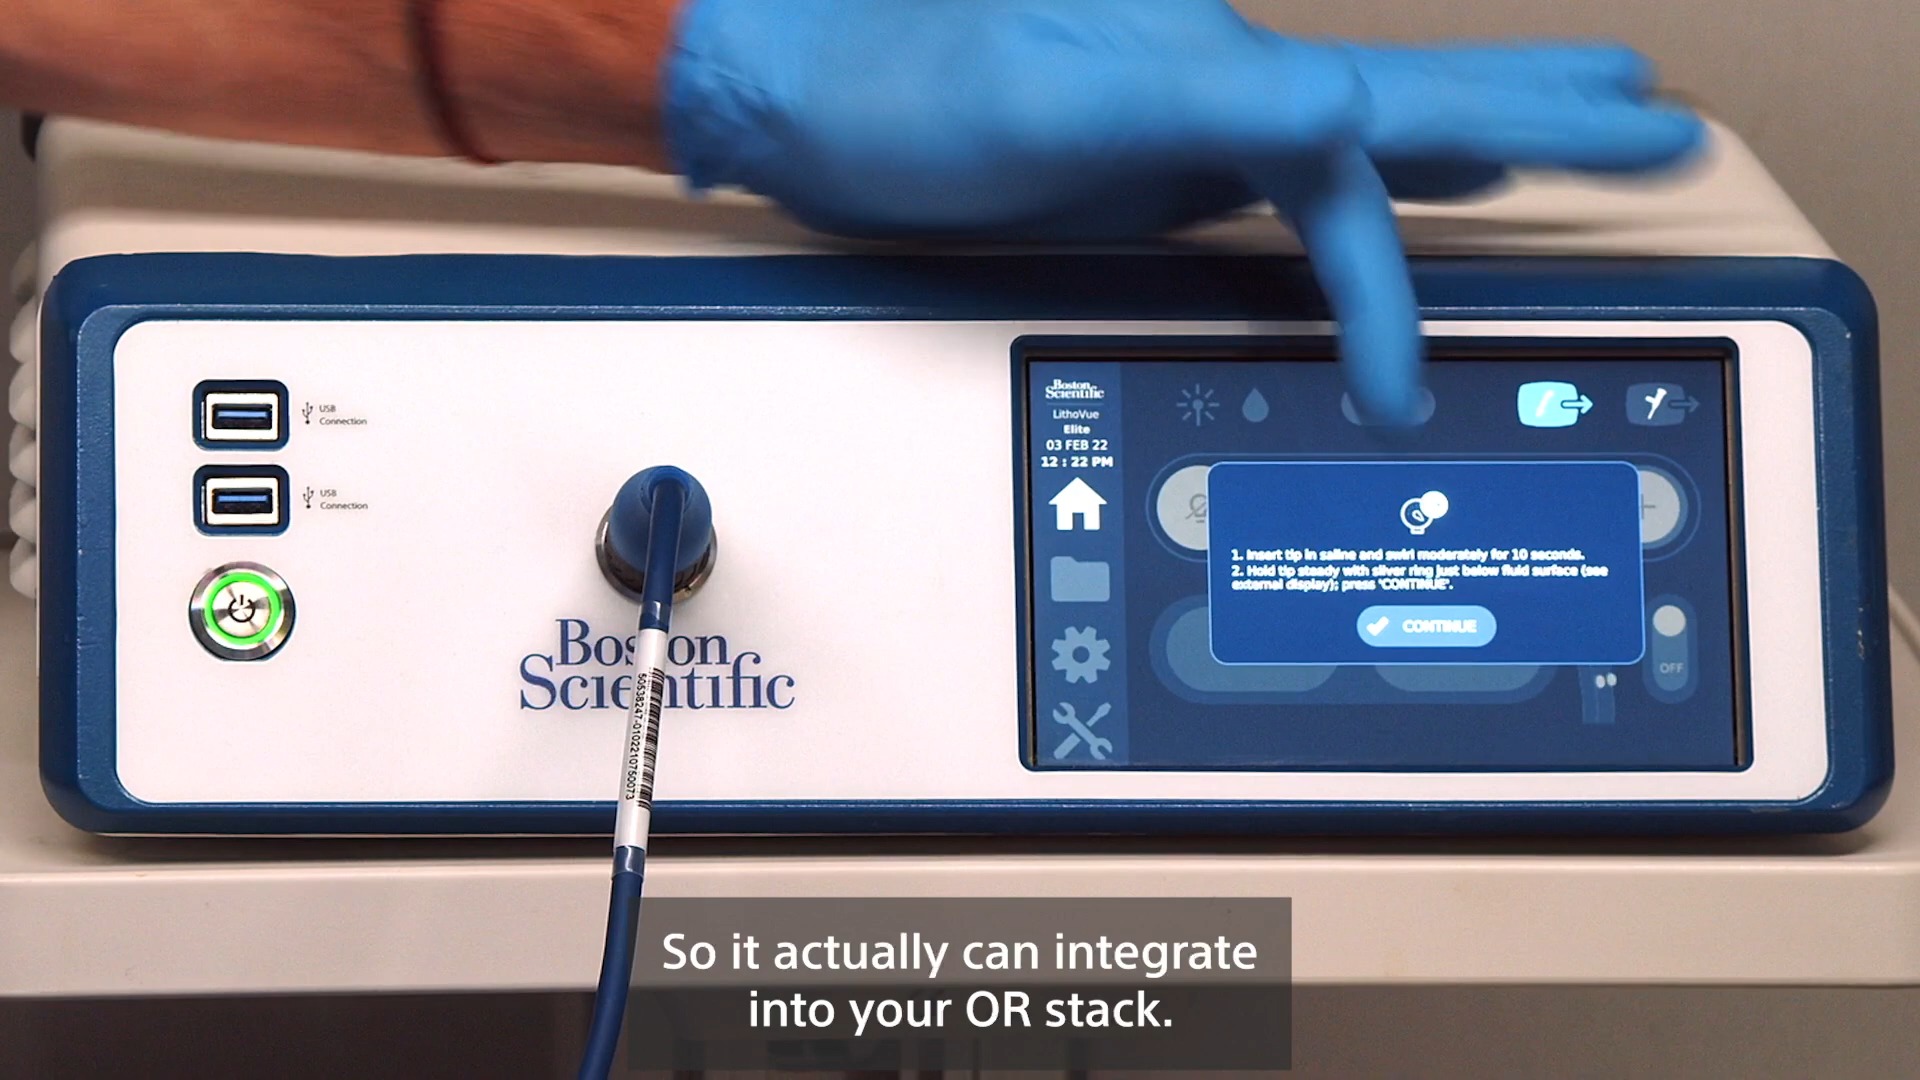 USB
Connection
USB
Connection
Boston
Scientific
50538247-0102210750073
Boston
Scientific
LithoVue
Elite
03 FEB 22
12 : 22 PM
1. Insert tip in saline and swirl moderately for 10 seconds.
2. Hold tip steady with silver ring just below fluid surface (see
external display); press 'CONTINUE'.
CONTINUE
OFF
So it actually can integrate
into your OR stack.